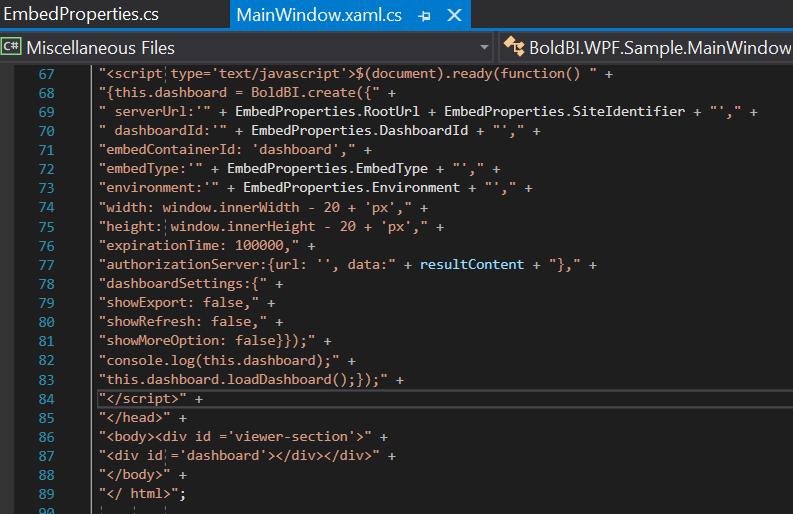 EmbedProperties.cs MainWindow.xaml.cs
C# Miscellaneous Files BoldBI.WPF.Sample.MainWindow
67 "<script type='text/javascript'>$(document).ready(function() " +
68 "{this.dashboard = BoldBI.create({" +
69 " serverUrl:'" + EmbedProperties.RootUrl + EmbedProperties.SiteIdentifier + "'," +
70 " dashboardId:'" + EmbedProperties.DashboardId + "'," +
71 "embedContainerId: 'dashboard'," +
72 "embedType:'" + EmbedProperties.EmbedType + "'," +
73 "environment:'" + EmbedProperties.Environment + "'," +
74 "width: window.innerWidth - 20 + 'px'," +
75 "height: window.innerHeight - 20 + 'px'," +
76 "expirationTime: 100000," +
77 "authorizationServer:{url: '', data:" + resultContent + "}," +
78 "dashboardSettings:{" +
79 "showExport: false," +
80 "showRefresh: false," +
81 "showMoreOption: false}});" +
82 "console.log(this.dashboard);" +
83 "this.dashboard.loadDashboard();});" +
84 "</script>" +
85 "</head>" +
86 "<body><div id ='viewer-section'>" +
87 "<div id ='dashboard'></div></div>" +
88 "</body>" +
89 "</ html>";
90